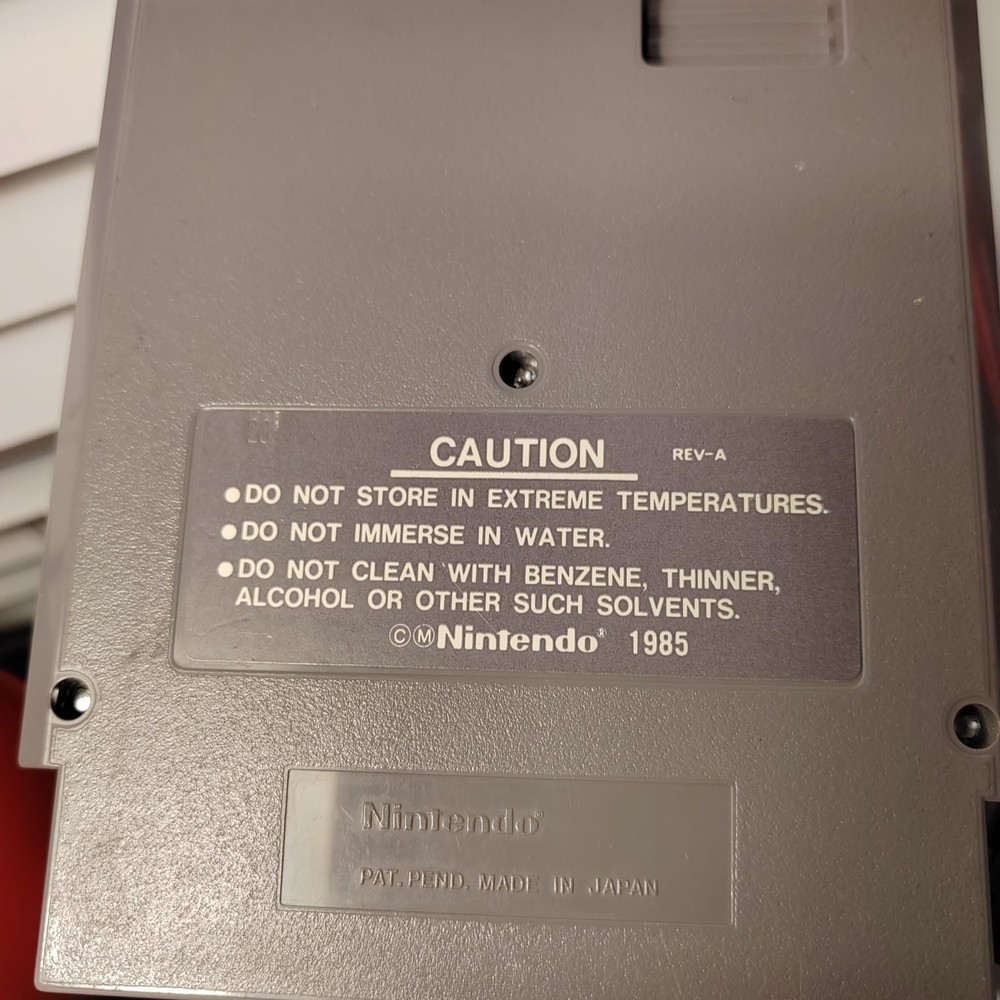 CAUTION REV-A
●DO NOT STORE IN EXTREME TEMPERATURES.
●DO NOT IMMERSE IN WATER.
●DO NOT CLEAN WITH BENZENE, THINNER,
ALCOHOL OR OTHER SUCH SOLVENTS.
©Ⓜ Nintendo® 1985
Nintendo®
PAT. PEND. MADE IN JAPAN